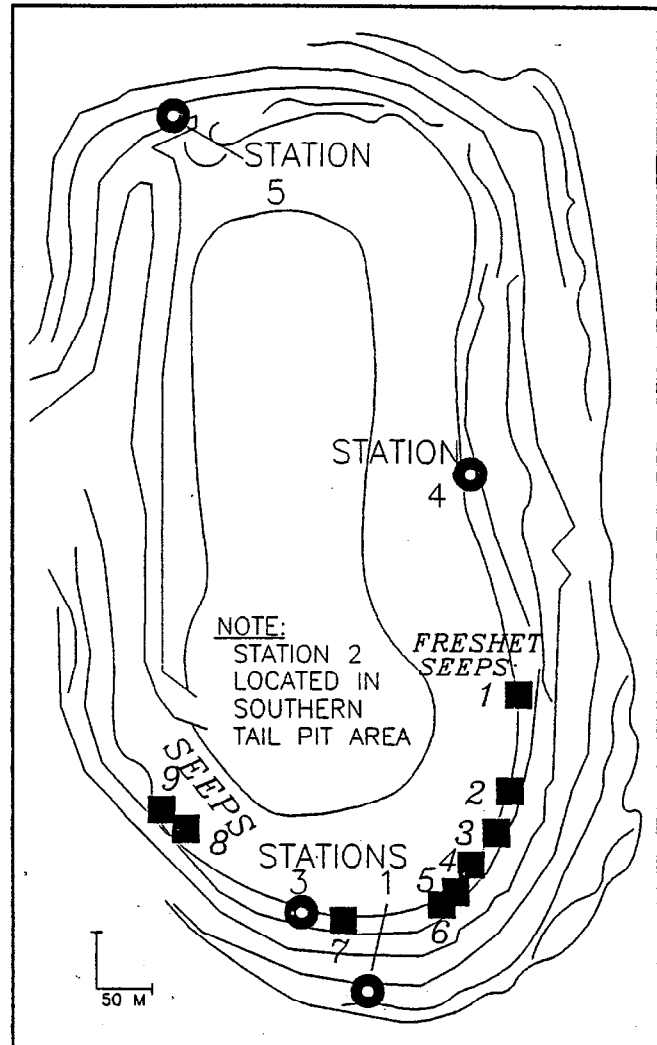 STATION
5
STATION
4
NOTE:
STATION 2
LOCATED IN
SOUTHERN
TAIL PIT AREA
FRESHET
SEEPS
1
2
3
4
5
6
SEEPS
9
8
STATIONS
3
1
7
50 M